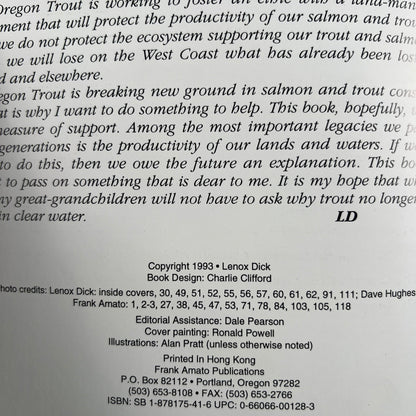 Oregon Trout is working to foster an ethic with a land-man
ment that will protect the productivity of our salmon and trou
we do not protect the ecosystem supporting our trout and salm
we will lose on the West Coast what has already been los
d and elsewhere.
egon Trout is breaking new ground in salmon and trout cons
at is why I want to do something to help. This book, hopefully, w
measure of support. Among the most important legacies we p
generations is the productivity of our lands and waters. If w
to do this, then we owe the future an explanation. This bo
t to pass on something that is dear to me. It is my hope that w
my great-grandchildren will not have to ask why trout no longe
in clear water. LD
Copyright 1993 • Lenox Dick
Book Design: Charlie Clifford
hoto credits: Lenox Dick: inside covers, 30, 49, 51, 52, 55, 56, 57, 60, 61, 62, 91, 111; Dave Hughes
Frank Amato: 1, 2-3, 27, 38, 45, 47, 53, 71, 78, 84, 103, 105, 118
Editorial Assistance: Dale Pearson
Cover painting: Ronald Powell
Illustrations: Alan Pratt (unless otherwise noted)
Printed In Hong Kong
Frank Amato Publications
P.O. Box 82112 • Portland, Oregon 97282
(503) 653-8108 • FAX (503) 653-2766
ISBN: SB 1-878175-41-6 UPC: 0-66066-00128-3